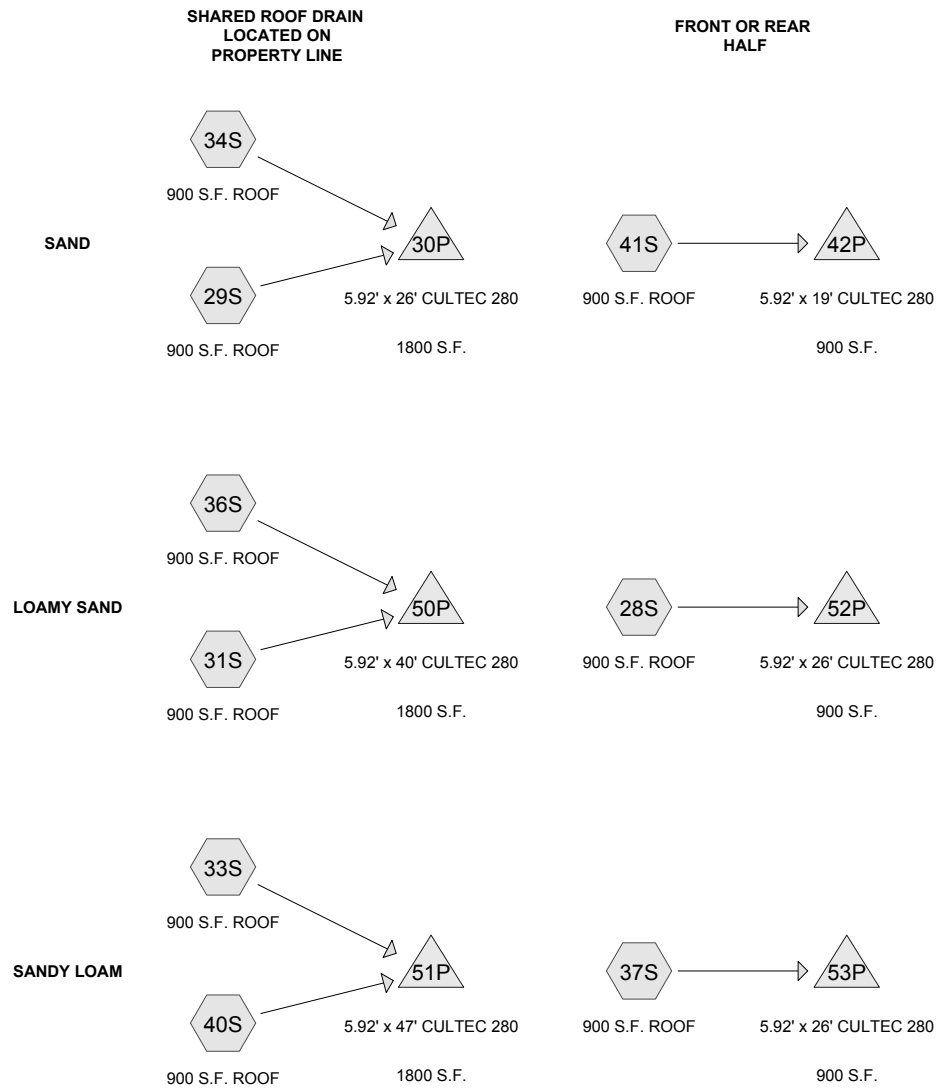 SHARED ROOF DRAIN
LOCATED ON
PROPERTY LINE
FRONT OR REAR
HALF
34S
900 S.F. ROOF
SAND
30P
41S
42P
29S
5.92' x 26' CULTEC 280
900 S.F. ROOF
5.92' x 19' CULTEC 280
900 S.F. ROOF
1800 S.F.
900 S.F.
36S
900 S.F. ROOF
LOAMY SAND
50P
28S
52P
31S
5.92' x 40' CULTEC 280
900 S.F. ROOF
5.92' x 26' CULTEC 280
900 S.F. ROOF
1800 S.F.
900 S.F.
33S
900 S.F. ROOF
SANDY LOAM
51P
37S
53P
40S
5.92' x 47' CULTEC 280
900 S.F. ROOF
5.92' x 26' CULTEC 280
900 S.F. ROOF
1800 S.F.
900 S.F.